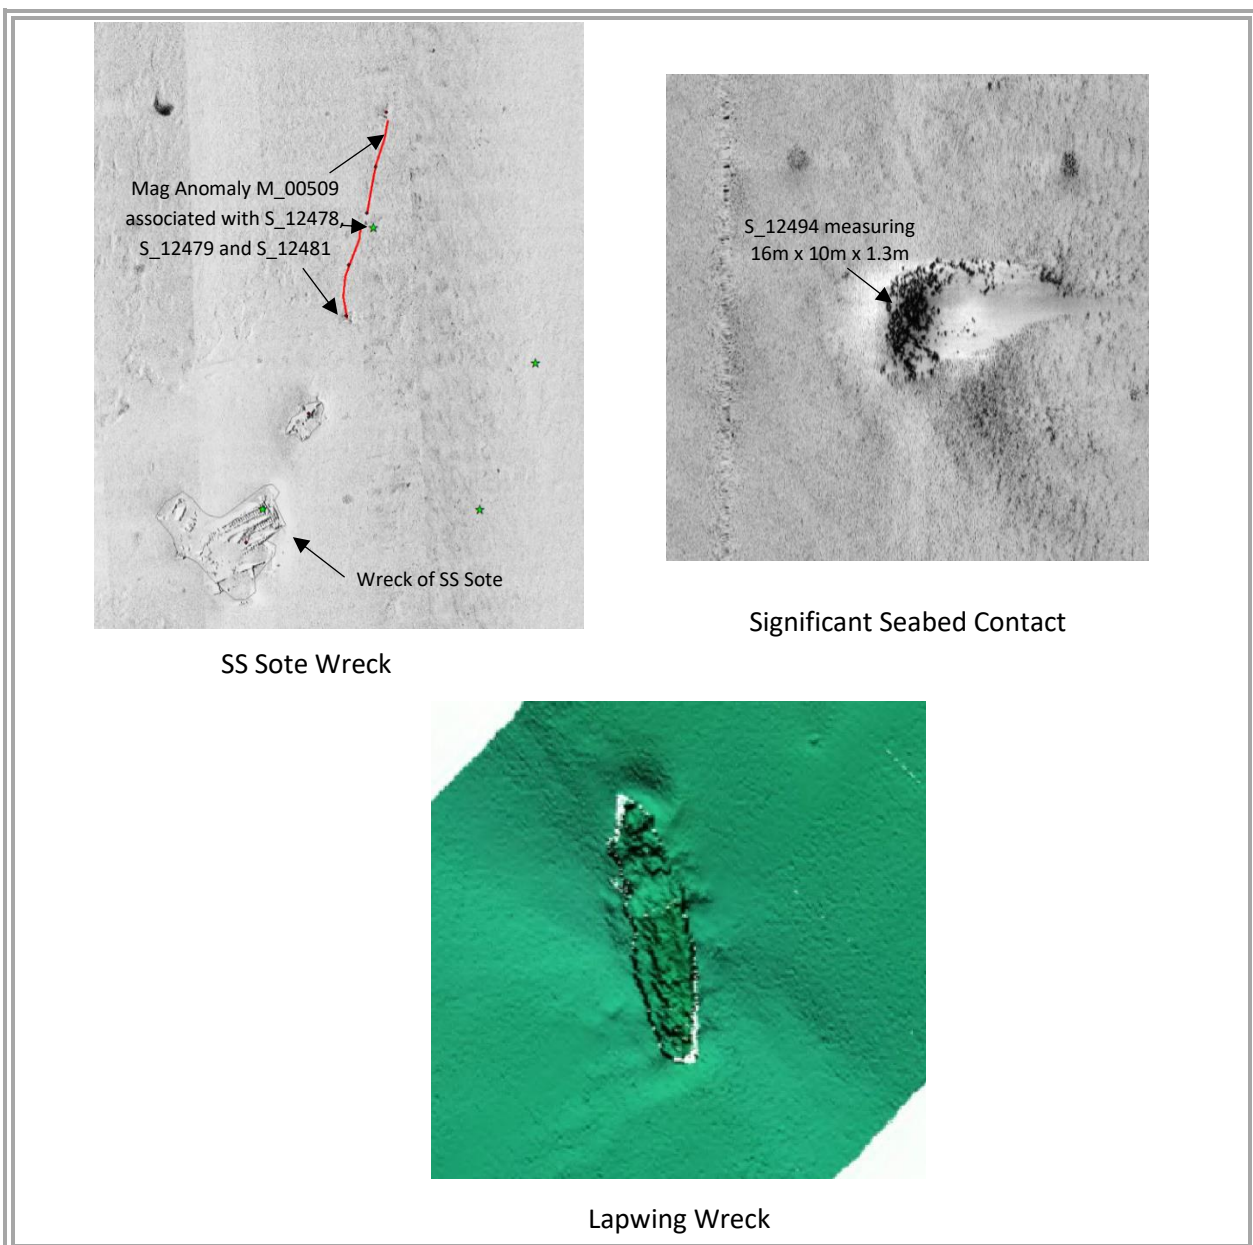 Mag Anomaly M_00509
associated with S_12478,
S_12479 and S_12481
Wreck of SS Sote
SS Sote Wreck
S_12494 measuring
16m x 10m x 1.3m
Significant Seabed Contact
Lapwing Wreck